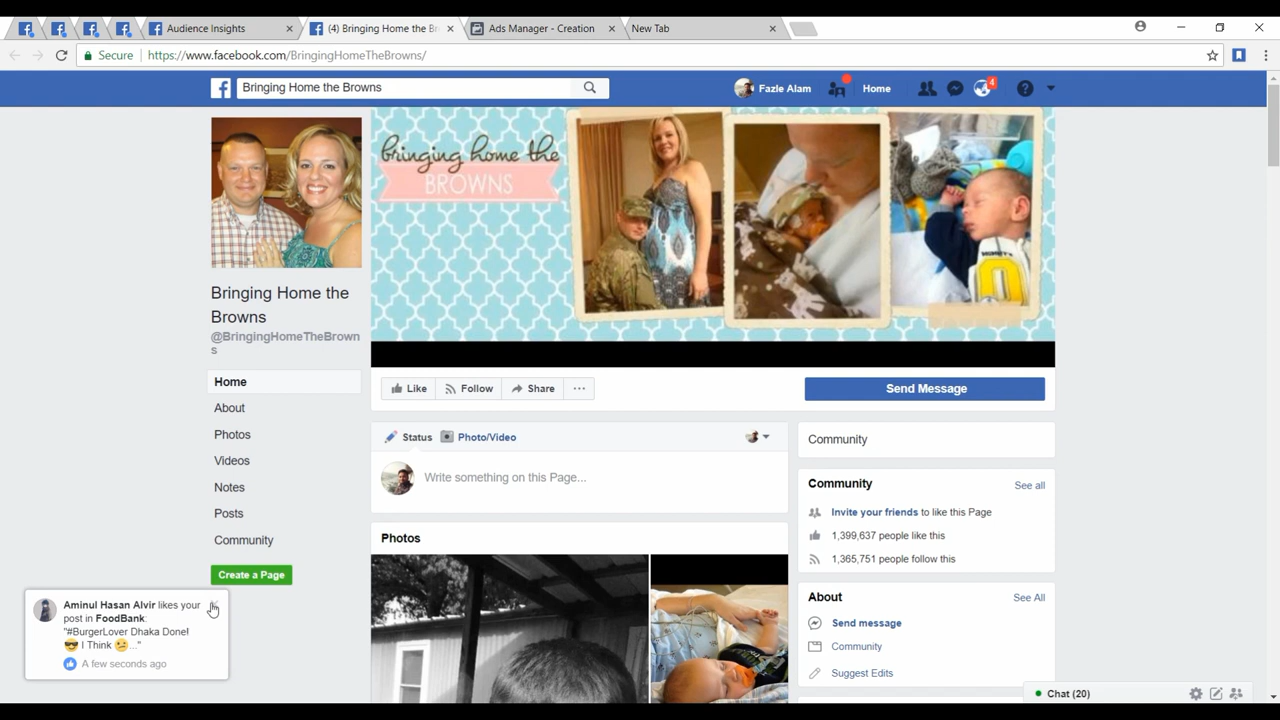 Audience Insights
(4) Bringing Home the Br
Ads Manager - Creation
New Tab
Secure
https://www.facebook.com/BringingHomeTheBrowns/
Bringing Home the Browns
Fazle Alam
Home
4
bringing home the
BROWNS
Bringing Home the
Browns
@BringingHomeTheBrown
s
Home
About
Photos
Videos
Notes
Posts
Community
Create a Page
Like
Follow
Share
Send Message
Status
Photo/Video
Write something on this Page...
Photos
Community
Community
See all
Invite your friends to like this Page
1,399,637 people like this
1,365,751 people follow this
About
See All
Send message
Community
Suggest Edits
Aminul Hasan Alvir likes your
post in FoodBank:
"#BurgerLover Dhaka Done!
😎 I Think 😕..."
A few seconds ago
Chat (20)